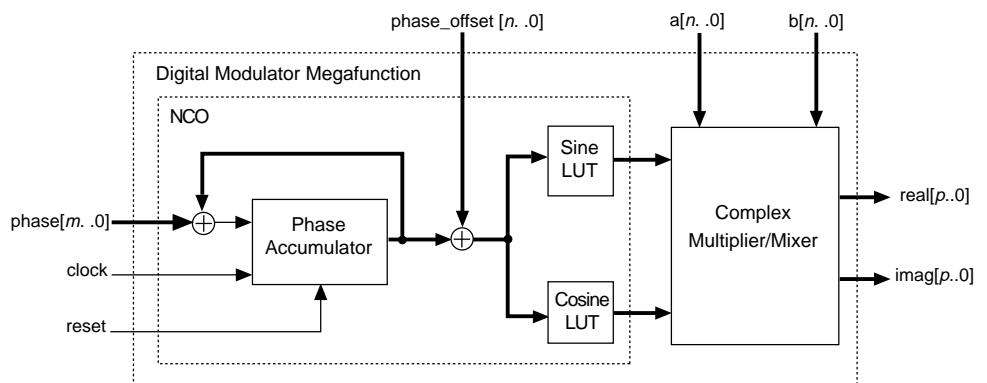 phase_offset [n. .0]
a[n. .0]
b[n. .0]
Digital Modulator Megafunction
NCO
Sine
LUT
phase[m. .0]
Phase
Accumulator
Complex
Multiplier/Mixer
real[p..0]
clock
imag[p..0]
Cosine
LUT
reset